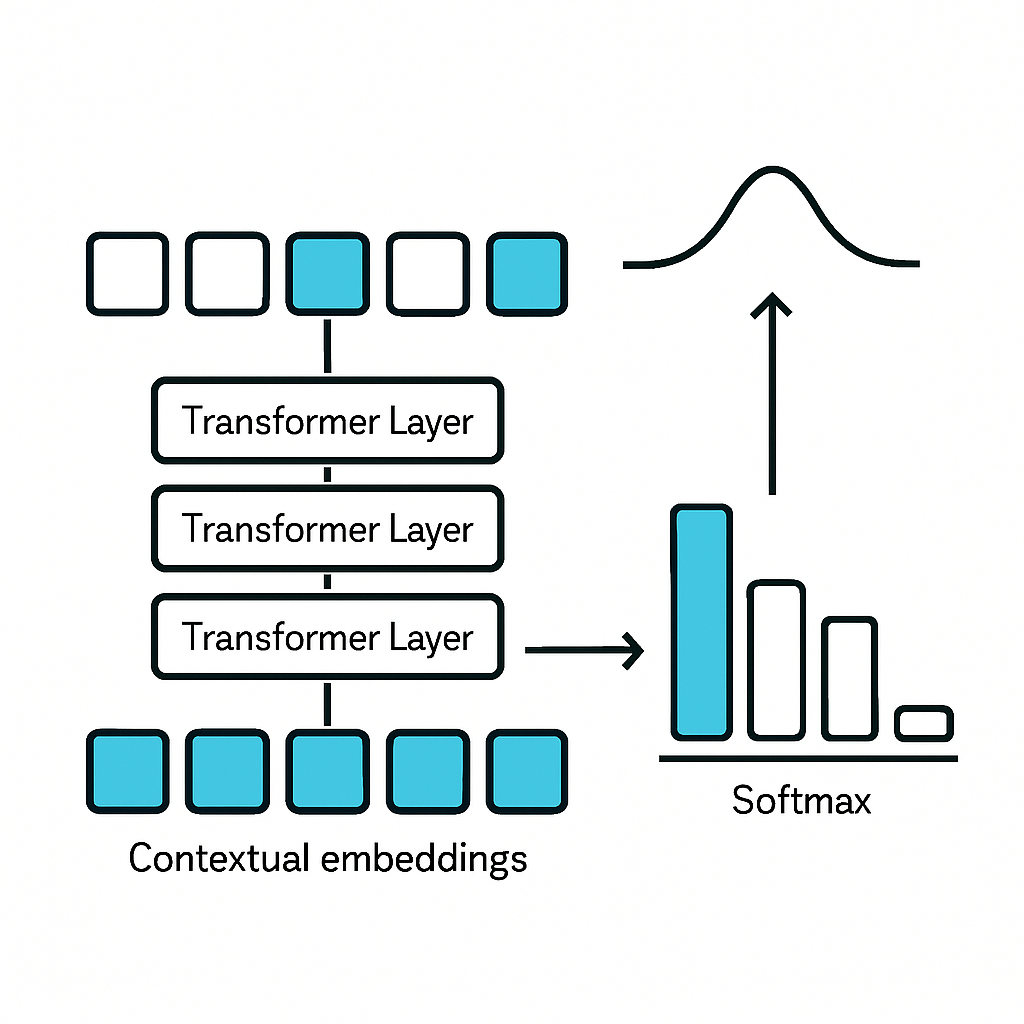 Transformer Layer
Transformer Layer
Transformer Layer
Contextual embeddings
Softmax